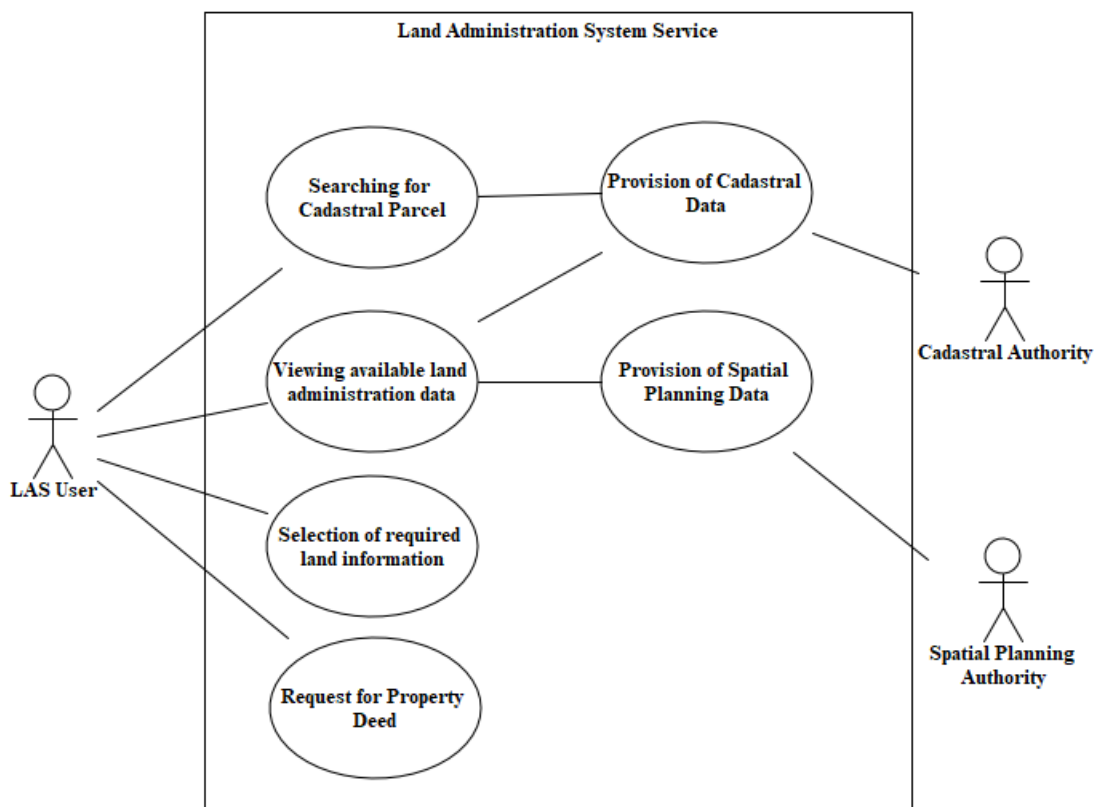 Land Administration System Service
Searching for
Cadastral Parcel
Provision of Cadastral
Data
Cadastral Authority
Viewing available land
administration data
Provision of Spatial
Planning Data
LAS User
Selection of required
land information
Spatial Planning
Authority
Request for Property
Deed